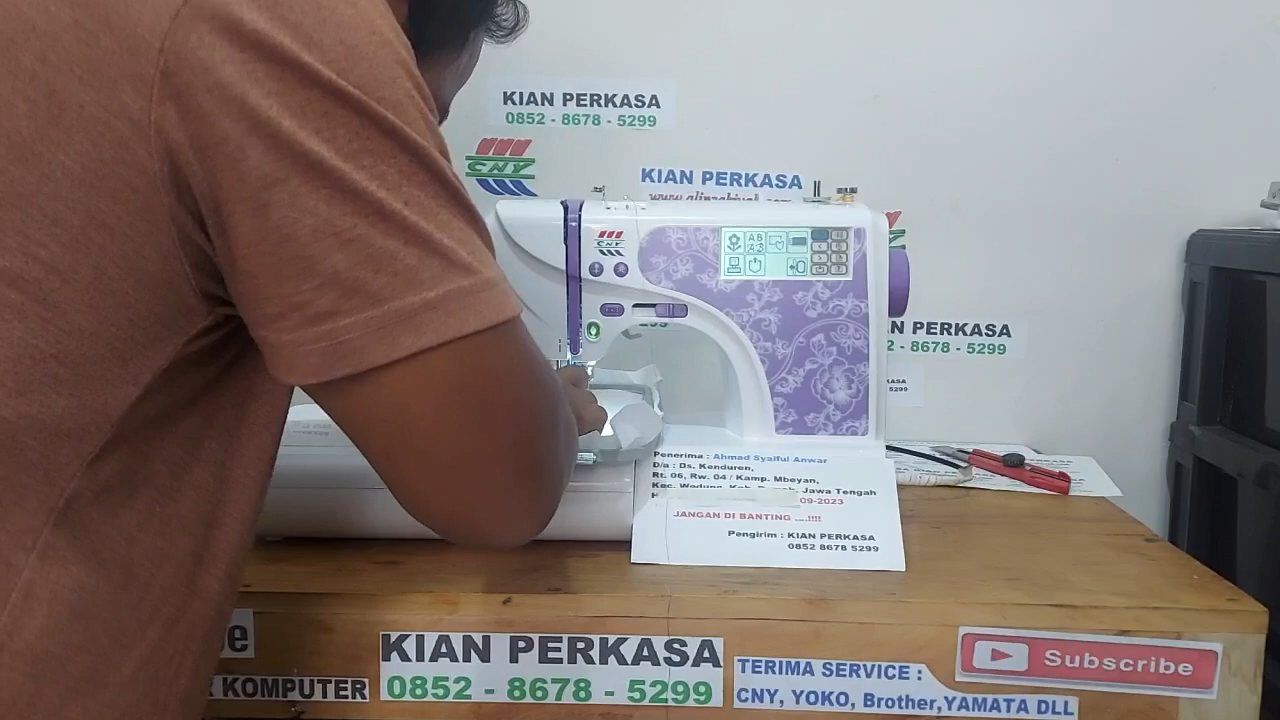 KIAN PERKASA
0852 - 8678 - 5299
CNY
KIAN PERKASA
CNY
AB
KIAN PERKASA
- 8678 - 5299
Penerima : Ahmad Syaiful Anwar
D/a : Ds. Kenduren,
Rt. 06, Rw. 04 / Kamp. Mbeyan,
Kec. Wedung, Jawa Tengah
09-2023
JANGAN DI BANTING ....!!!!
Pengirim : KIAN PERKASA
0852 8678 5299
KIAN PERKASA
0852 - 8678 - 5299
KOMPUTER
TERIMA SERVICE :
CNY, YOKO, Brother,YAMATA DLL
Subscribe